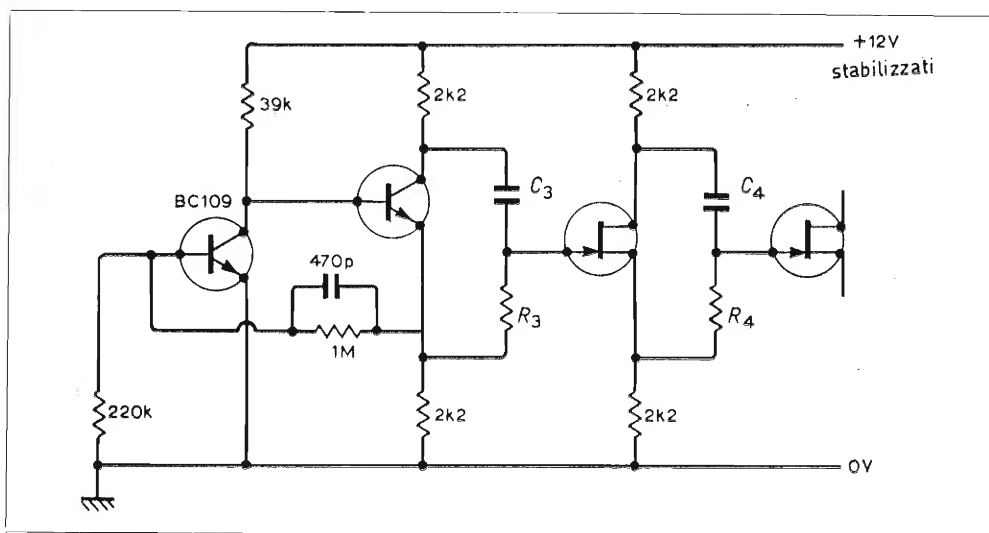 +12V
stabilizzati
39k
2k2
2k2
BC109
C3
C4
470p
1M
R3
R4
220k
2k2
2k2
0V